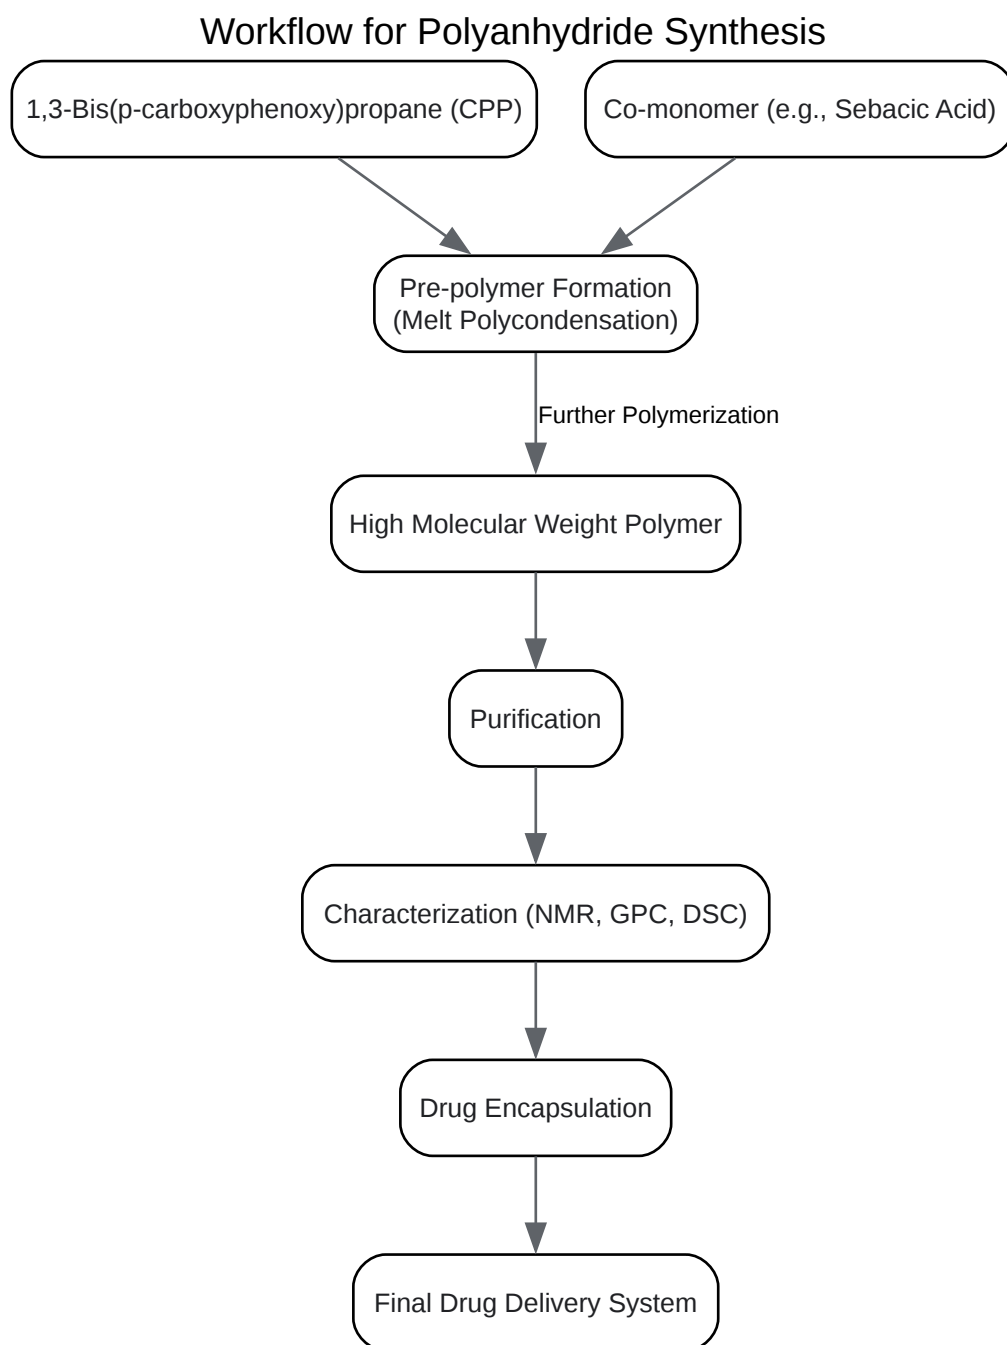 Workflow for Polyanhydride Synthesis
1,3-Bis(p-carboxyphenoxy)propane (CPP)
Co-monomer (e.g., Sebacic Acid)
Pre-polymer Formation
(Melt Polycondensation)
Further Polymerization
High Molecular Weight Polymer
Purification
Characterization (NMR, GPC, DSC)
Drug Encapsulation
Final Drug Delivery System